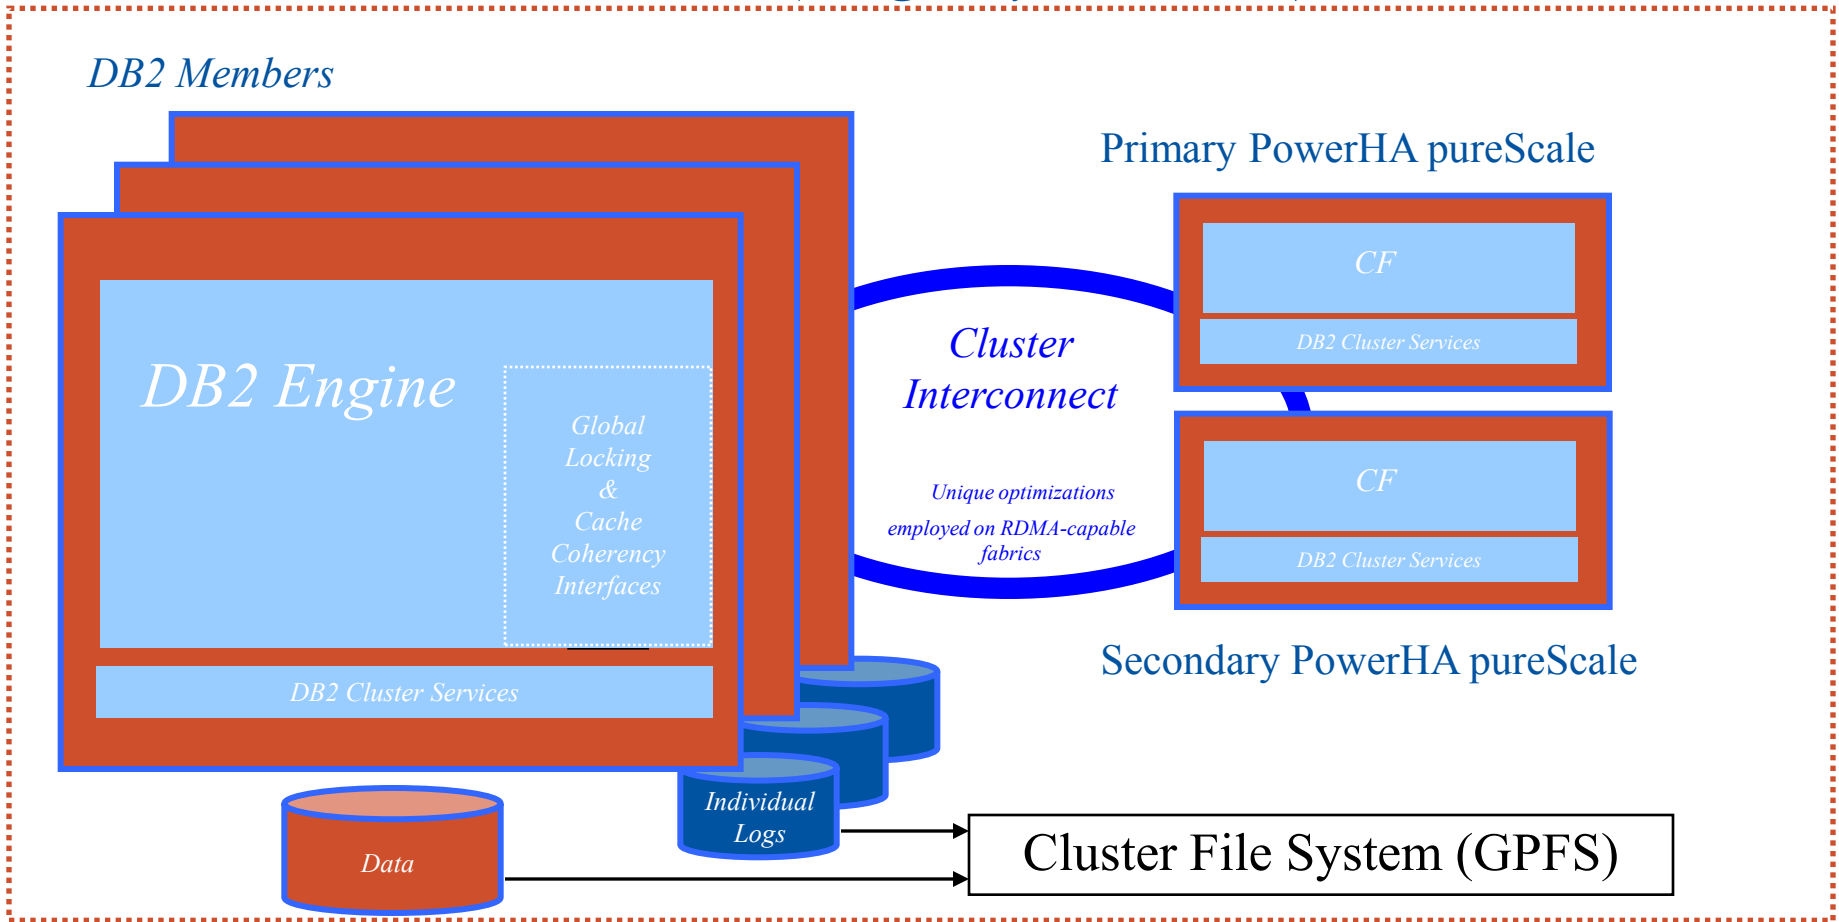 DB2 Members
Primary PowerHA pureScale
CF
DB2 Cluster Services
Cluster
Interconnect
DB2 Engine
Global
Locking
&
Cache
Coherency
Interfaces
CF
Unique optimizations
employed on RDMA-capable
fabrics
DB2 Cluster Services
Secondary PowerHA pureScale
DB2 Cluster Services
Individual
Logs
Data
Cluster File System (GPFS)